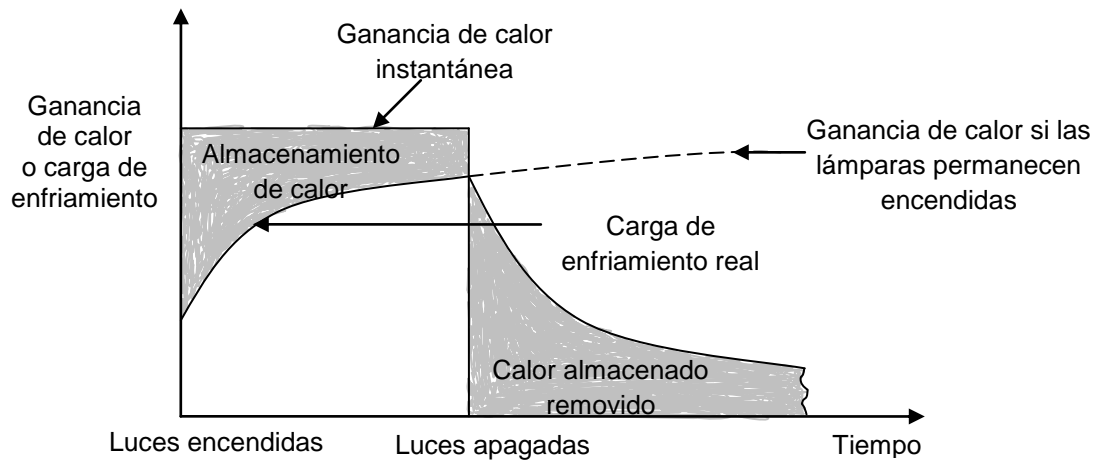 Ganancia de calor
instantánea
Ganancia
de calor
o carga de
enfriamiento
Almacenamiento
de calor
Ganancia de calor si las
lámparas permanecen
encendidas
Carga de
enfriamiento real
Calor almacenado
removido
Luces encendidas
Luces apagadas
Tiempo